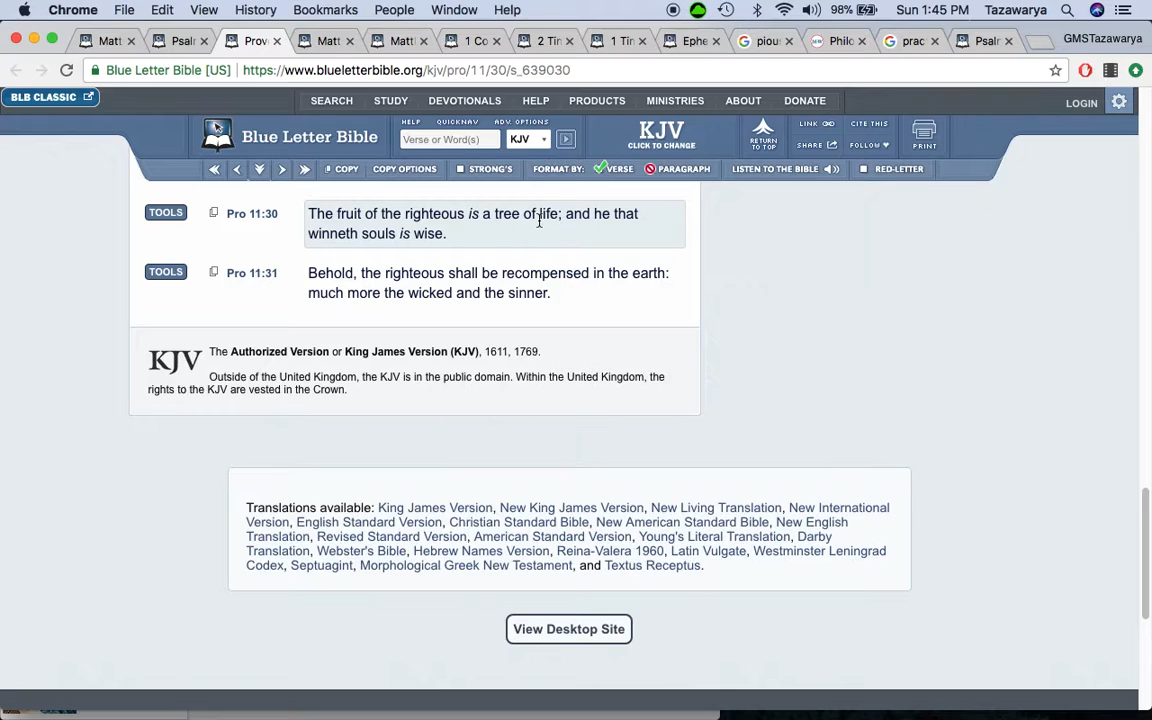 Chrome File Edit View History Bookmarks People Window Help 98% Sun 1:45 PM Tazawarya
Matt Psalr Prov Matt Matt 1 Co 2 Tin 1 Tin Ephe piou Philo prac Psalr GMSTazawarya
Blue Letter Bible [US] https://www.blueletterbible.org/kjv/pro/11/30/s_639030
BLB CLASSIC SEARCH STUDY DEVOTIONALS HELP PRODUCTS MINISTRIES ABOUT DONATE LOGIN
HELP QUICKNAV ADV. OPTIONS
Blue Letter Bible Verse or Word(s) KJV KJV CLICK TO CHANGE RETURN TO TOP LINK CITE THIS SHARE FOLLOW PRINT
COPY COPY OPTIONS STRONG'S FORMAT BY: VERSE PARAGRAPH LISTEN TO THE BIBLE RED-LETTER
TOOLS Pro 11:30 The fruit of the righteous is a tree of life; and he that
winneth souls is wise.
TOOLS Pro 11:31 Behold, the righteous shall be recompensed in the earth:
much more the wicked and the sinner.
KJV The Authorized Version or King James Version (KJV), 1611, 1769.
Outside of the United Kingdom, the KJV is in the public domain. Within the United Kingdom, the
rights to the KJV are vested in the Crown.
Translations available: King James Version, New King James Version, New Living Translation, New International
Version, English Standard Version, Christian Standard Bible, New American Standard Bible, New English
Translation, Revised Standard Version, American Standard Version, Young's Literal Translation, Darby
Translation, Webster's Bible, Hebrew Names Version, Reina-Valera 1960, Latin Vulgate, Westminster Leningrad
Codex, Septuagint, Morphological Greek New Testament, and Textus Receptus.
View Desktop Site